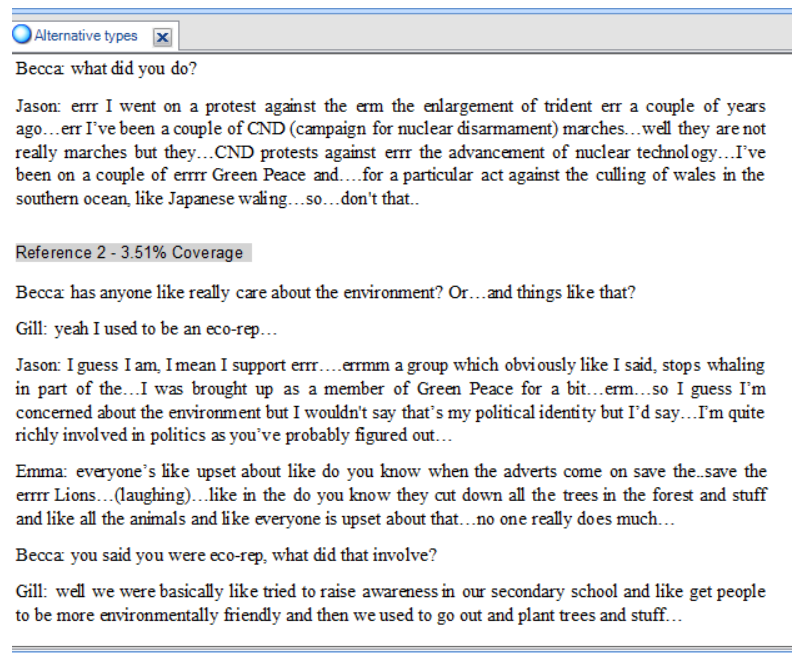 Alternative types
Becca: what did you do?
Jason: errr I went on a protest against the erm the enlargement of trident err a couple of years
ago…err I've been a couple of CND (campaign for nuclear disarmament) marches…well they are not
really marches but they…CND protests against errr the advancement of nuclear technology…I've
been on a couple of errrr Green Peace and….for a particular act against the culling of wales in the
southern ocean, like Japanese waling…so…don't that..
Reference 2 - 3.51% Coverage
Becca: has anyone like really care about the environment? Or…and things like that?
Gill: yeah I used to be an eco-rep…
Jason: I guess I am, I mean I support errr….ermm a group which obviously like I said, stops whaling
in part of the…I was brought up as a member of Green Peace for a bit…erm…so I guess I'm
concerned about the environment but I wouldn't say that's my political identity but I'd say…I'm quite
richly involved in politics as you've probably figured out…
Emma: everyone's like upset about like do you know when the adverts come on save the..save the
errrr Lions…(laughing)…like in the do you know they cut down all the trees in the forest and stuff
and like all the animals and like everyone is upset about that…no one really does much…
Becca: you said you were eco-rep, what did that involve?
Gill: well we were basically like tried to raise awareness in our secondary school and like get people
to be more environmentally friendly and then we used to go out and plant trees and stuff…